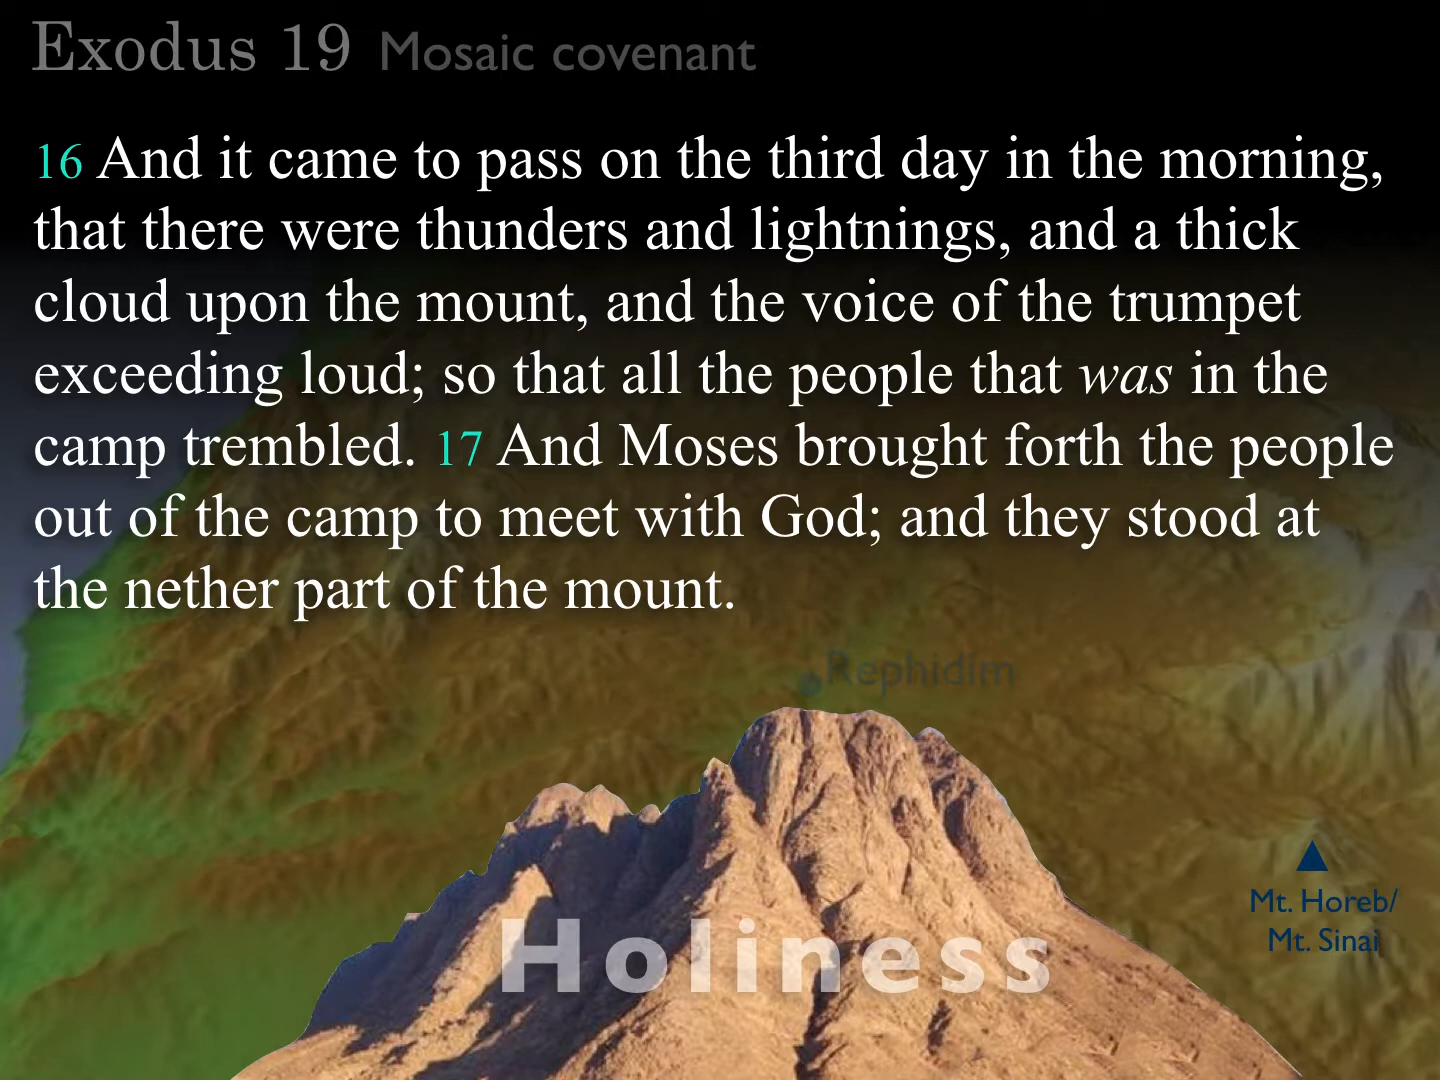 Exodus 19 Mosaic covenant
16 And it came to pass on the third day in the morning,
that there were thunders and lightnings, and a thick
cloud upon the mount, and the voice of the trumpet
exceeding loud; so that all the people that was in the
camp trembled. 17 And Moses brought forth the people
out of the camp to meet with God; and they stood at
the nether part of the mount.
Rephidim
Mt. Horeb/
Mt. Sinai
Holiness